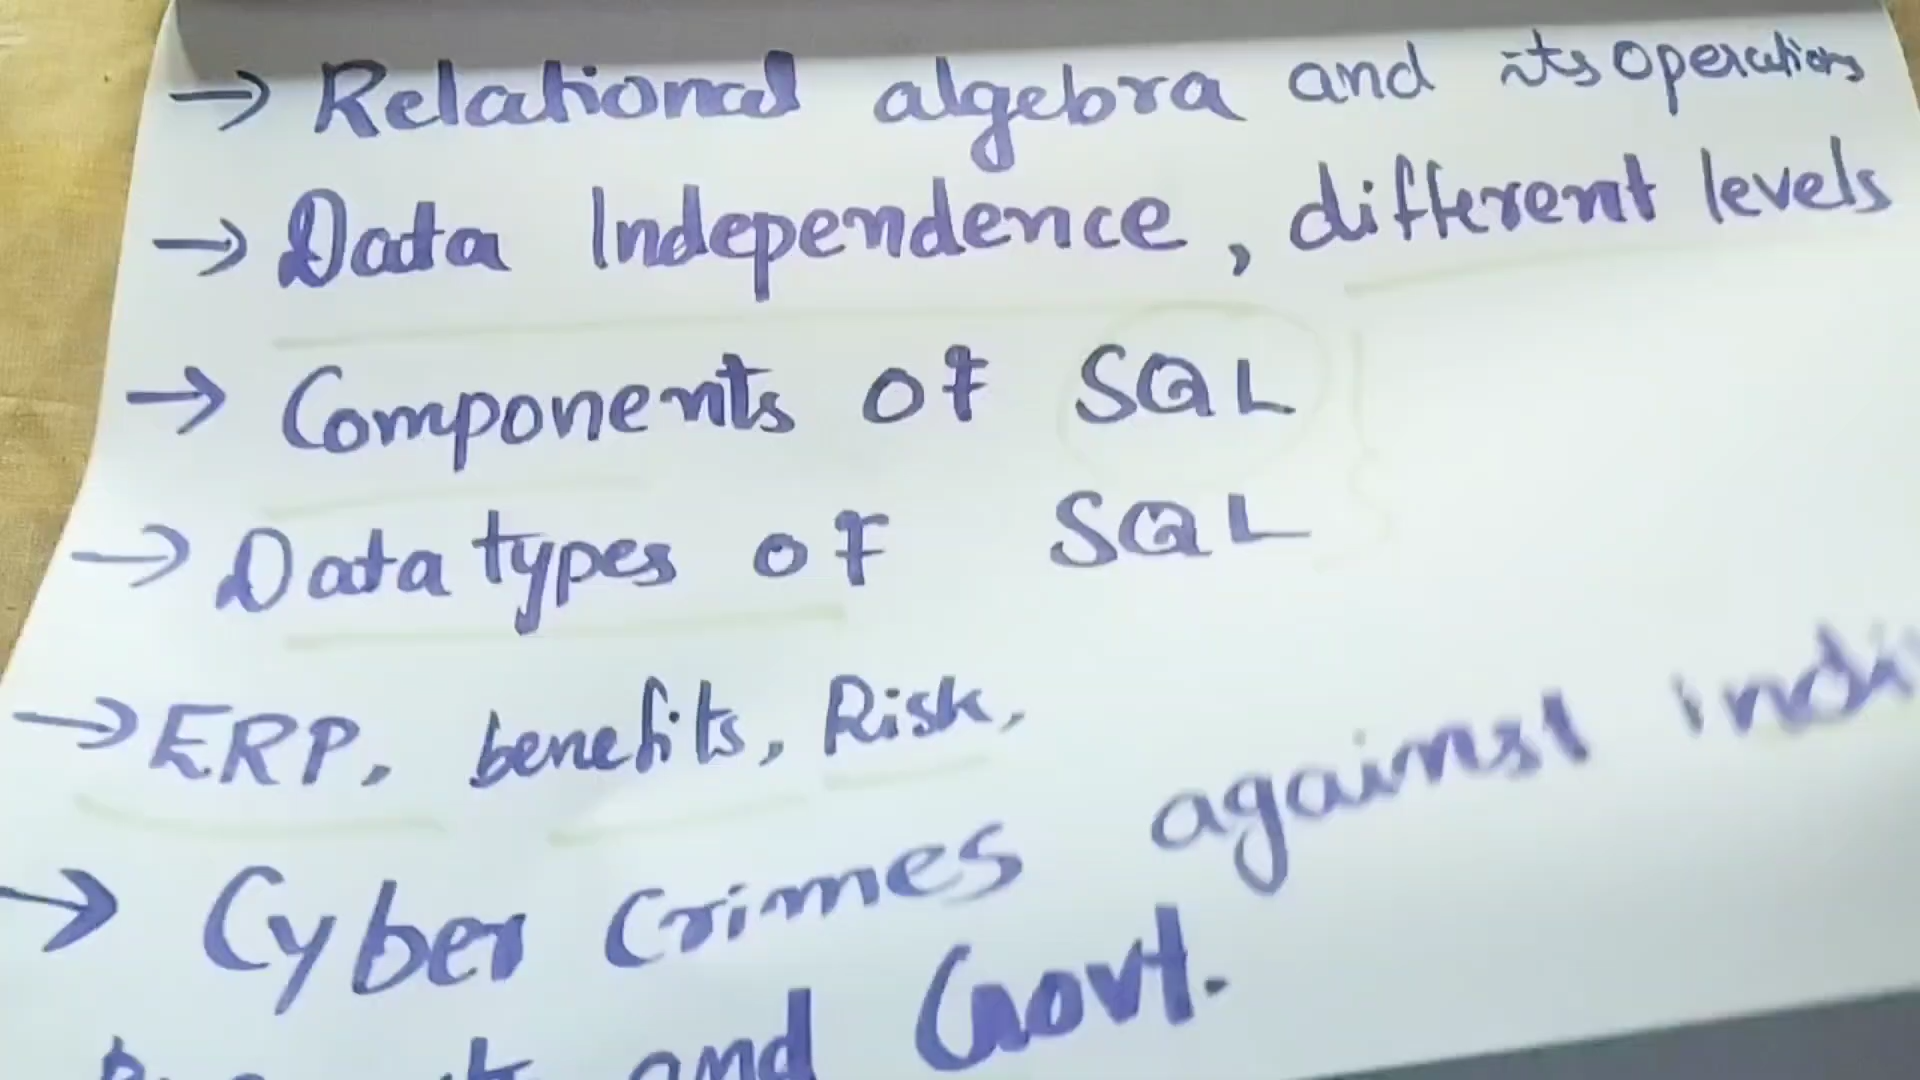 → Relational algebra and its operations
→ Data Independence, different levels
→ Components of SQL
→ Data types of SQL
→ ERP, benefits, Risk,
→ Cyber Crimes against
and Govt.